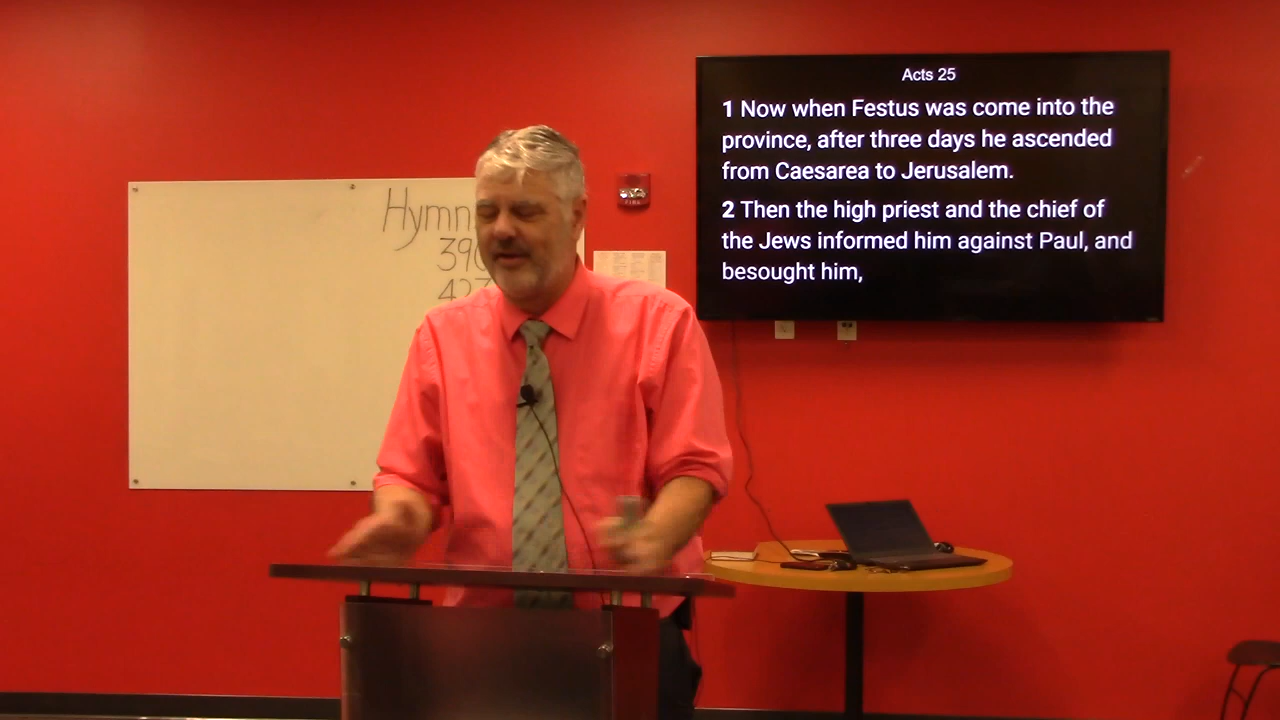 Acts 25
1 Now when Festus was come into the
province, after three days he ascended
from Caesarea to Jerusalem.
2 Then the high priest and the chief of
the Jews informed him against Paul, and
besought him,
Hymn
390
427
FIRE